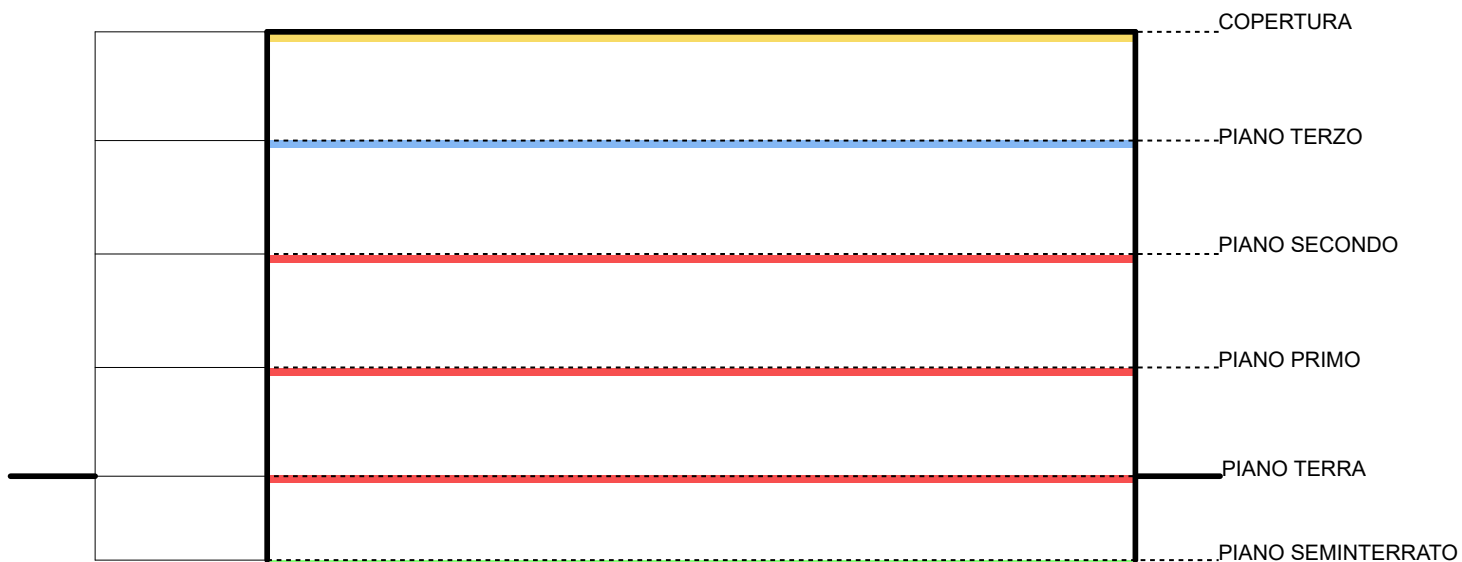 COPERTURA
PIANO TERZO
PIANO SECONDO
PIANO PRIMO
PIANO TERRA
PIANO SEMINTERRATO